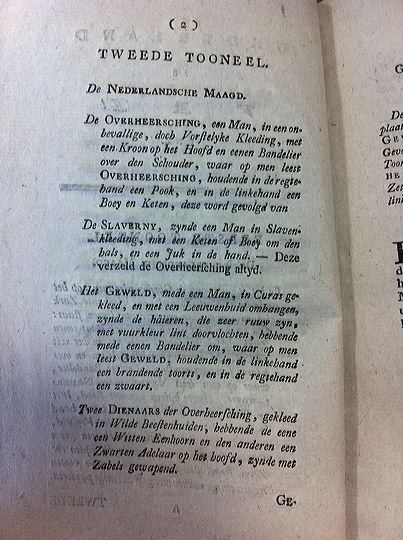 ( 2 )
TWEEDE TOONEEL.
De NEDERLANDSCHE MAAGD.
De OVERHEERSCHING, een Man, in een on-
bevallige, doch Vorstelyke Kleeding, met
een Kroon op het Hoofd en eenen Bandelier
over den Schouder, waar op men leest
OVERHEERSCHING, houdende in de regte-
hand een Pook, en in de linkehand een
Boey en Keten, deze word gevolgd van
De SLAVERNY, zynde een Man in Slaven-
kleeding, met een Keten of Boey om den
hals, en een Juk in de hand. — Deze
verzeld de Overheersching altyd.
Het GEWELD, mede een Man, in Curas ge-
kleed, en met een Leeuwenhuid omhangen,
zynde de háieren, die zeer ruuw zyn,
met vuurkleur lint doorvlochten, hebbende
mede eenen Bandelier om, waar op men
leest GEWELD, houdende in de linkehand
een brandende toorts, en in de regtehand
een zwaart.
Twee DIENAARS der Overheersching, gekleed
in Wilde Beestenhuiden, hebbende de eene
een Witten Eenhoorn en den anderen een
Zwarten Adelaar op het hoofd, zynde met
Zabels gewapend.
A
GE-